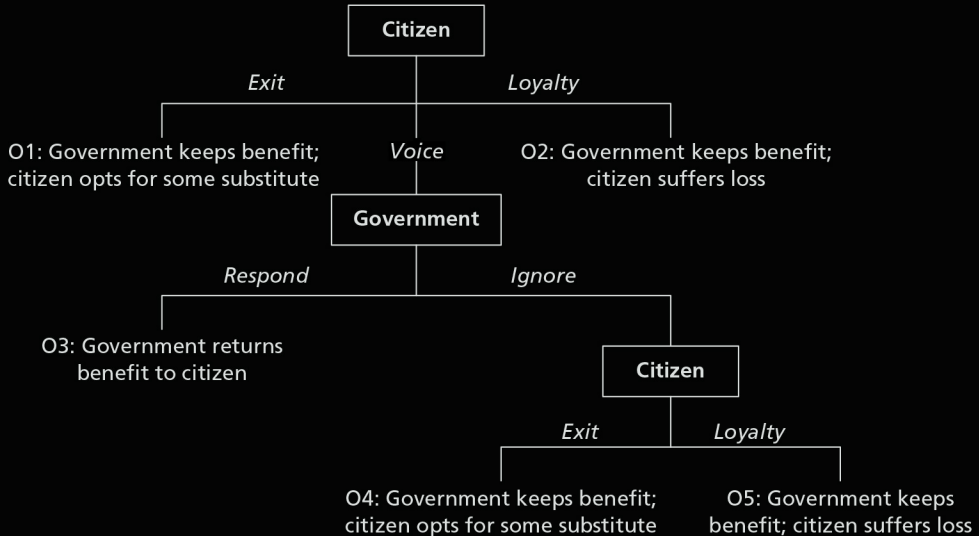 Citizen
Exit
Loyalty
O1: Government keeps benefit;
citizen opts for some substitute
Voice
O2: Government keeps benefit;
citizen suffers loss
Government
Respond
Ignore
O3: Government returns
benefit to citizen
Citizen
Exit
Loyalty
O4: Government keeps benefit;
citizen opts for some substitute
O5: Government keeps
benefit; citizen suffers loss